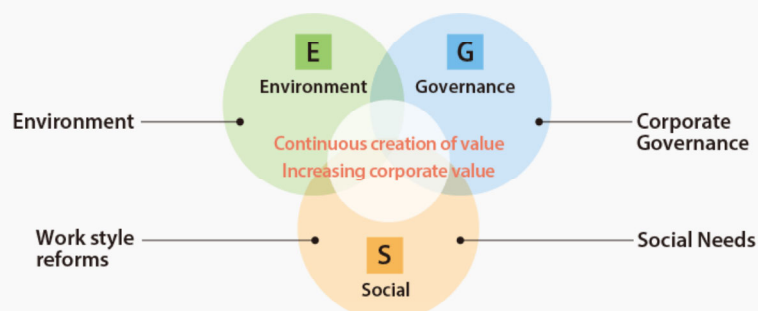 E
G
Environment
Governance
Environment
Corporate
Governance
Continuous creation of value
Increasing corporate value
Work style
reforms
Social Needs
S
Social